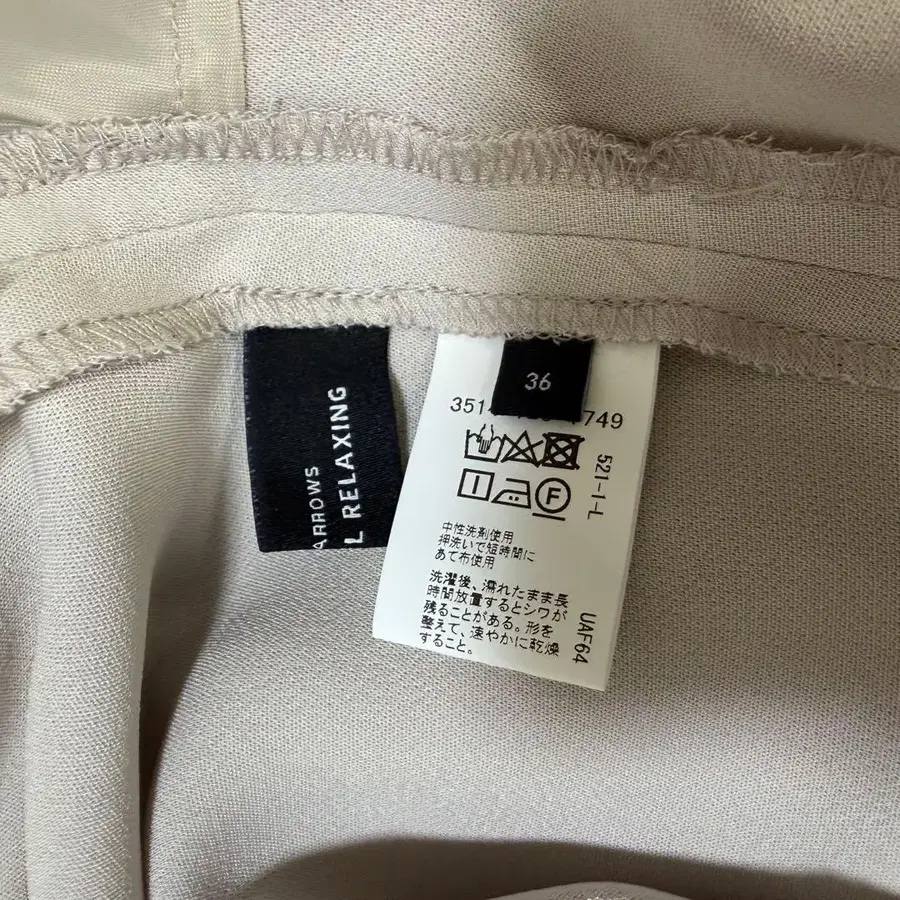 ARROWS
L RELAXING
36
351
749
521-I-L
F
中性洗剤使用
押洗いで短時間に
あて布使用
洗濯後、濡れたまま長
時間放置するとシワが
残ることがある。形を
整えて、速やかに乾燥
すること。
UAF64